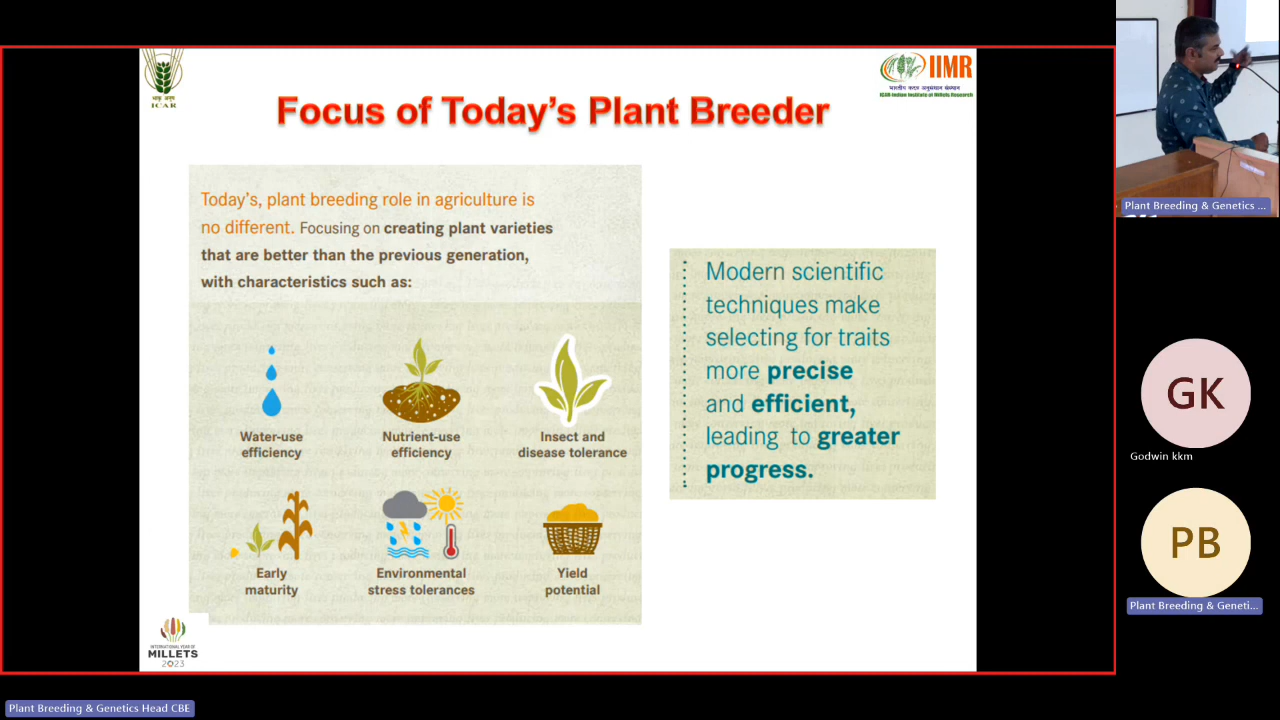 ICAR
IIMR
भारतीय कदन्न अनुसंधान संस्थान
ICAR-Indian Institute of Millets Research
Focus of Today's Plant Breeder
Today's, plant breeding role in agriculture is
no different. Focusing on creating plant varieties
that are better than the previous generation,
with characteristics such as:
Water-use
efficiency
Nutrient-use
efficiency
Insect and
disease tolerance
Early
maturity
Environmental
stress tolerances
Yield
potential
Modern scientific
techniques make
selecting for traits
more precise
and efficient,
leading to greater
progress.
INTERNATIONAL YEAR OF
MILLETS
2023
Plant Breeding & Genetics ...
GK
Godwin kkm
PB
Plant Breeding & Geneti...
Plant Breeding & Genetics Head CBE